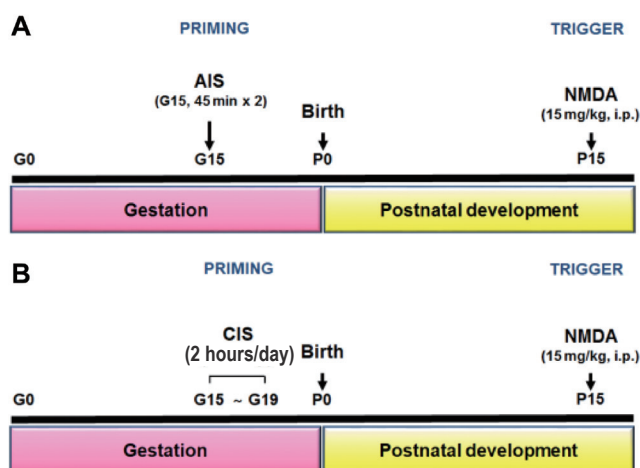 A
PRIMING TRIGGER
AIS
(G15, 45 min x 2)
Birth
NMDA
(15 mg/kg, i.p.)
G0 G15 P0 P15
Gestation Postnatal development
B
PRIMING TRIGGER
CIS
(2 hours/day)
Birth
NMDA
(15 mg/kg, i.p.)
G0 G15 ~ G19 P0 P15
Gestation Postnatal development